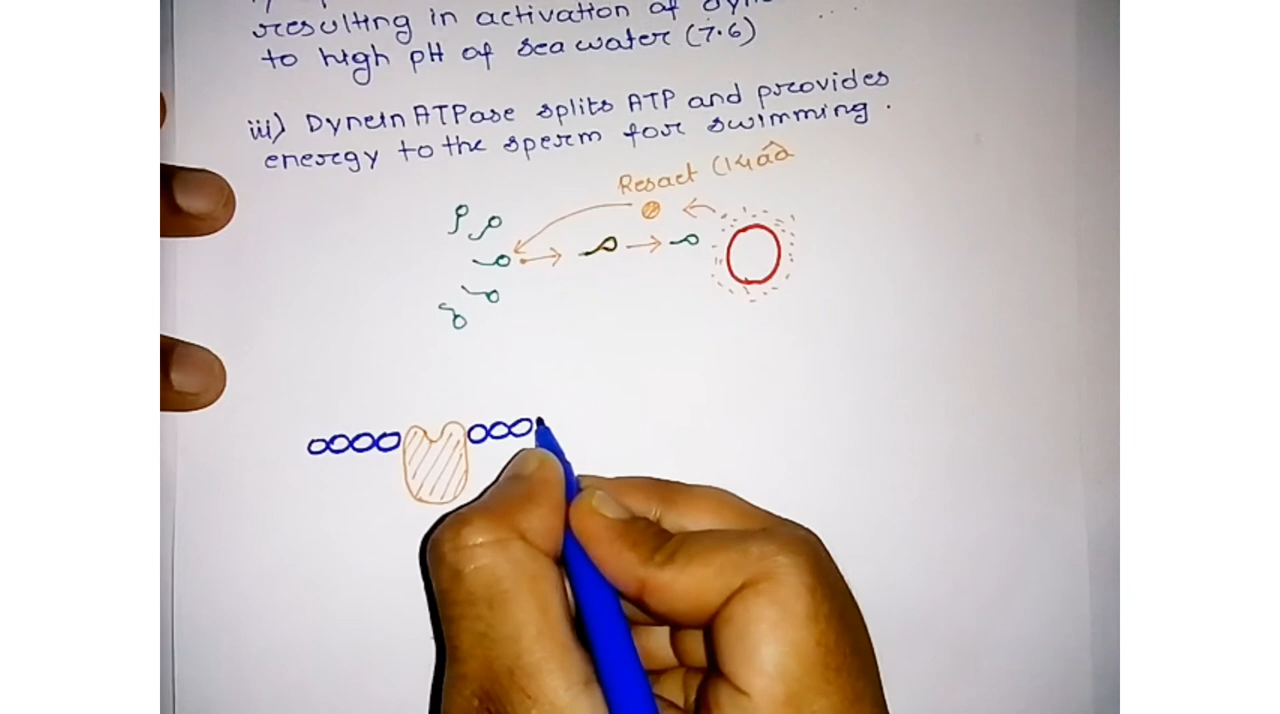 resulting in activation of
to high pH of sea water (7.6)
iii) Dynein ATPase splits ATP and provides
energy to the sperm for swimming.
Resact (14aa